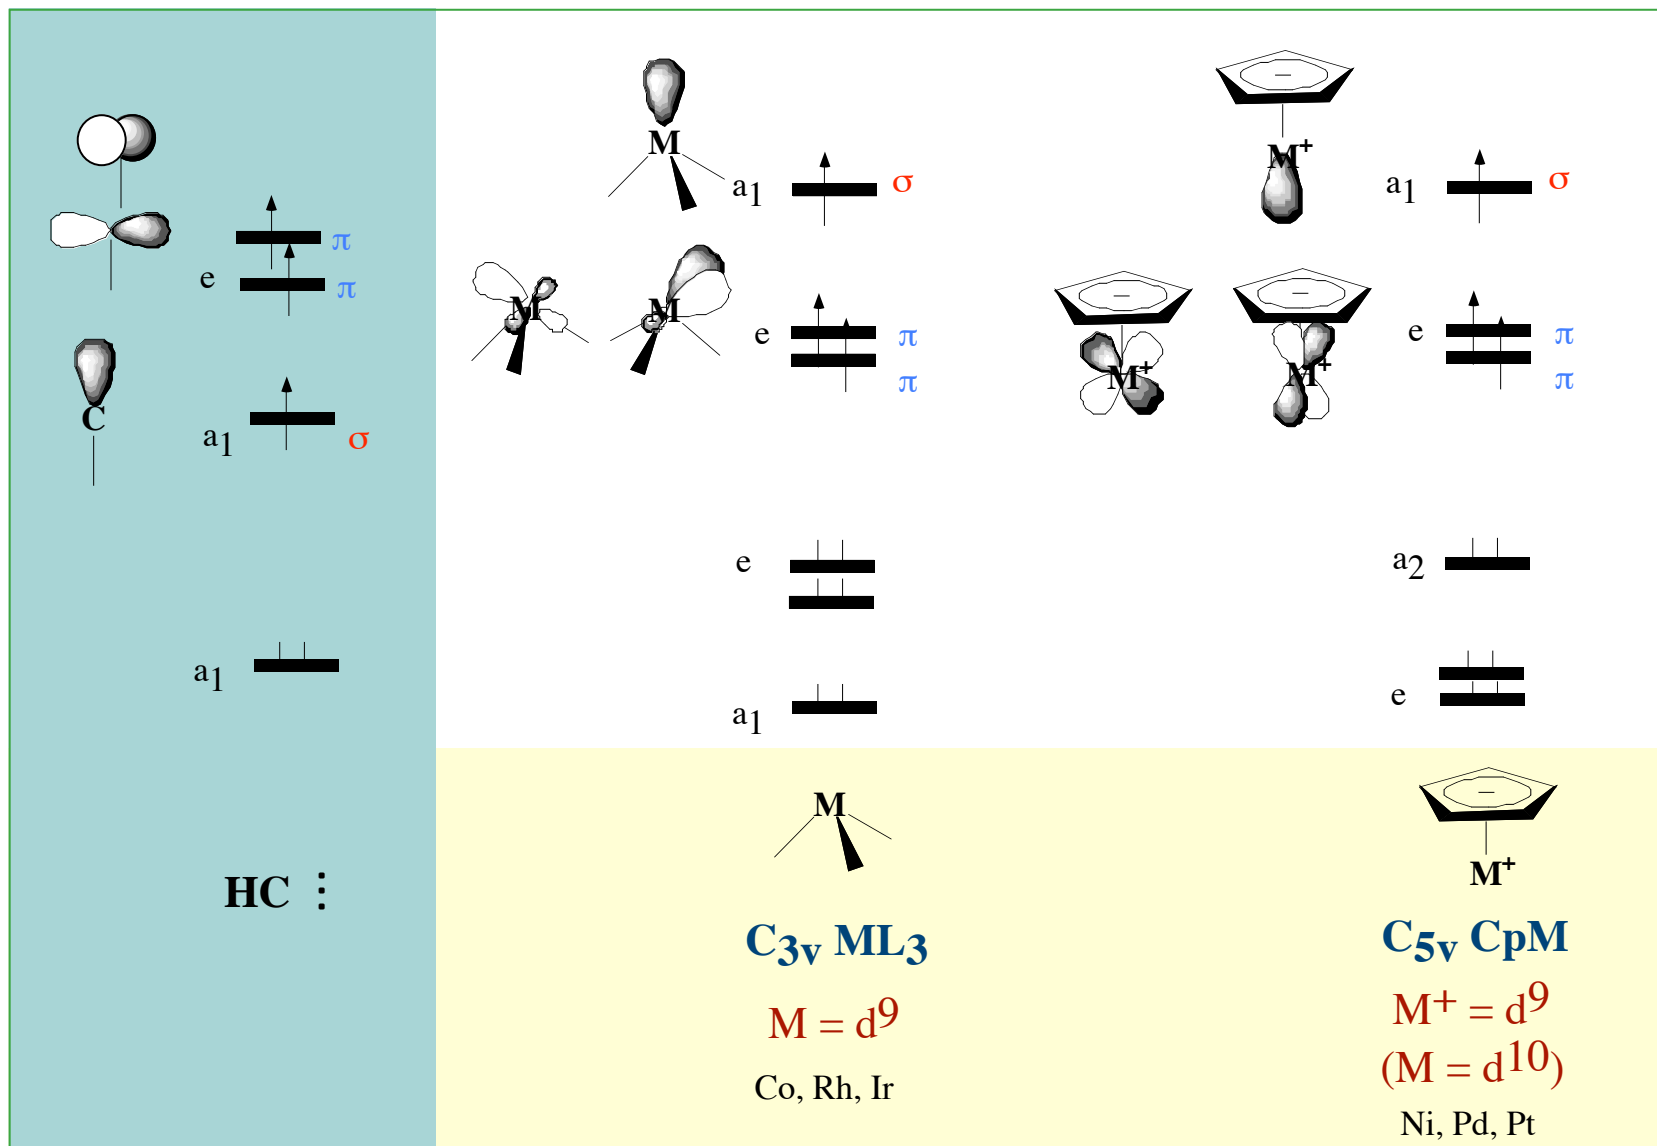 π
e
π
C
a1
σ
a1
HC ⋮
M
a1
σ
M
M
e
π
π
e
a1
M
C3v ML3
M = d9
Co, Rh, Ir
−
M+
a1
σ
−
−
M+
M+
e
π
π
a2
e
−
M+
C5v CpM
M+ = d9
(M = d10)
Ni, Pd, Pt